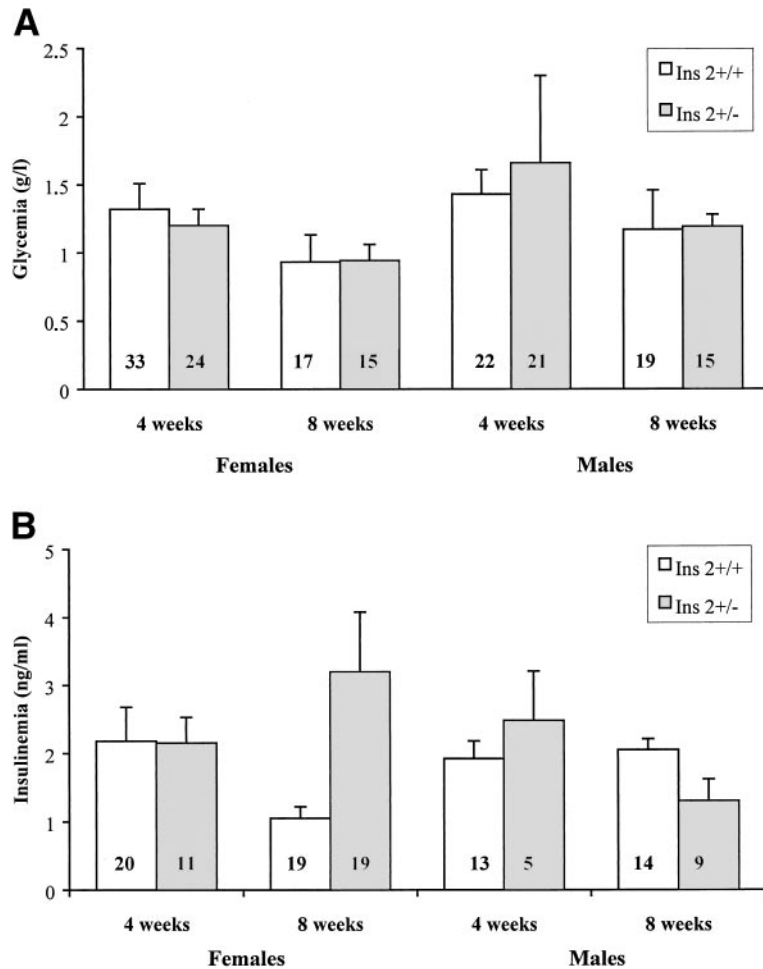 A
2.5
2
1.5
1
0.5
0
Glycemia (g/l)
Ins 2+/+
Ins 2+/-
33 24 17 15 22 21 19 15
4 weeks 8 weeks 4 weeks 8 weeks
Females Males
B
5
4
3
2
1
0
Insulinemia (ng/ml)
Ins 2+/+
Ins 2+/-
20 11 19 19 13 5 14 9
4 weeks 8 weeks 4 weeks 8 weeks
Females Males